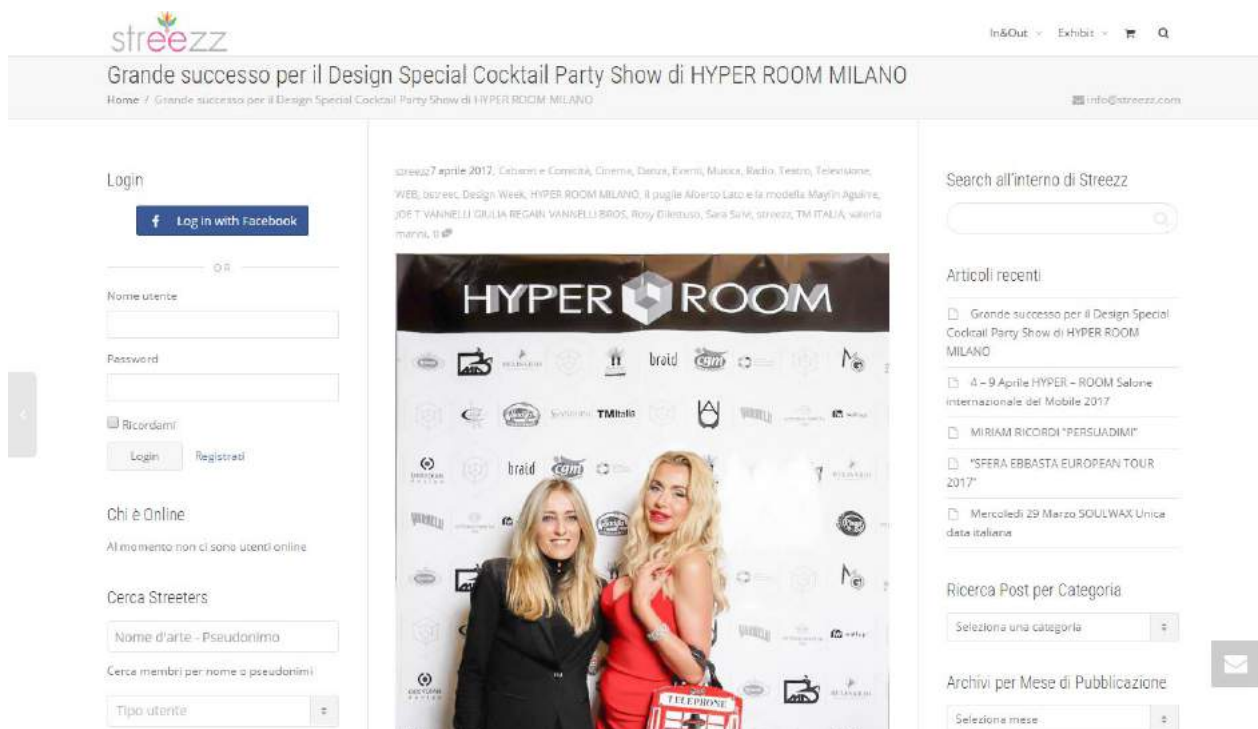 streezz
In&Out
Exhibit
Grande successo per il Design Special Cocktail Party Show di HYPER ROOM MILANO
Home / Grande successo per il Design Special Cocktail Party Show di HYPER ROOM MILANO
info@streezz.com
Login
f Log in with Facebook
OR
Nome utente
Password
Ricordami
Login
Registrati
Chi è Online
Al momento non ci sono utenti online
Cerca Streeters
Nome d'arte - Pseudonimo
Cerca membri per nome o pseudonimi
Tipo utente
streezz7 aprile 2017, Cabaret e Comicità, Cinema, Danza, Eventi, Musica, Radio, Teatro, Televisione,
WEB, bstreet, Design Week, HYPER ROOM MILANO, il pugile Alberto Lato e la modella Maylin Aguirre,
JOE T VANNELLI GIULIA REGAIN VANNELLI BROS, Rosy Dilettuso, Sara Salvi, streezz, TM ITALIA, valeria
marini, 0
HYPER ROOM
braid cgm
TMitalia
braid cgm
TELEPHONE
Search all'interno di Streezz
Articoli recenti
Grande successo per il Design Special
Cocktail Party Show di HYPER ROOM
MILANO
4 – 9 Aprile HYPER – ROOM Salone
internazionale del Mobile 2017
MIRIAM RICORDI "PERSUADIMI"
"SFERA EBBASTA EUROPEAN TOUR
2017"
Mercoledì 29 Marzo SOULWAX Unica
data italiana
Ricerca Post per Categoria
Seleziona una categoria
Archivi per Mese di Pubblicazione
Seleziona mese